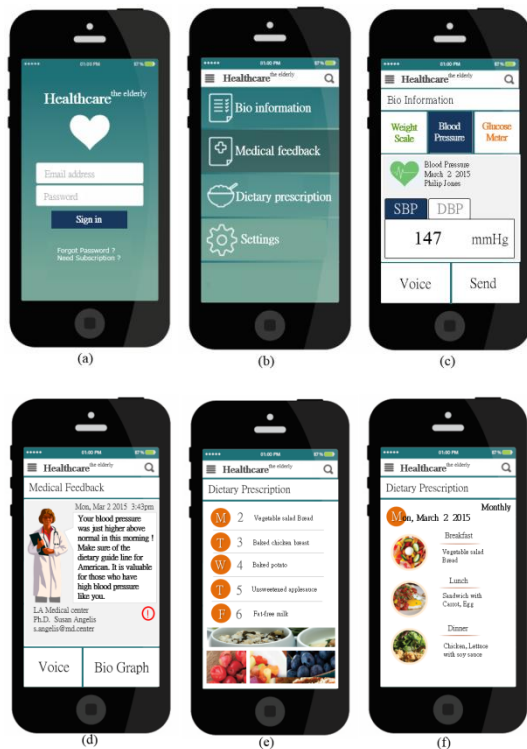 01:00 PM 87%
Healthcare the elderly
Email address
Password
Sign in
Forgot Password ?
Need Subscription ?
(a)
01:00 PM 87%
Healthcare the elderly
Bio information
Medical feedback
Dietary prescription
Settings
(b)
01:00 PM 87%
Healthcare the elderly
Bio Information
Weight Scale
Blood Pressure
Glucose Meter
Blood Pressure
March 2 2015
Philip Jones
SBP DBP
147 mmHg
Voice Send
(c)
01:00 PM 87%
Healthcare the elderly
Medical Feedback
Mon, Mar 2 2015 3:43pm
Your blood pressure
was just higher above
normal in this morning !
Make sure of the
dietary guide line for
American. It is valuable
for those who have
high blood pressure
like you.
LA Medical center
Ph.D. Susan Angelis
s.angelis@md.center
Voice Bio Graph
(d)
01:00 PM 87%
Healthcare the elderly
Dietary Prescription
M 2 Vegetable salad Bread
T 3 Baked chicken breast
W 4 Baked potato
T 5 Unsweetened applesauce
F 6 Fat-free milk
(e)
01:00 PM 87%
Healthcare the elderly
Dietary Prescription
Monthly
Mon, March 2 2015
Breakfast
Vegetable salad
Bread
Lunch
Sandwich with
Carrot, Egg
Dinner
Chicken, Lettece
with soy sauce
(f)